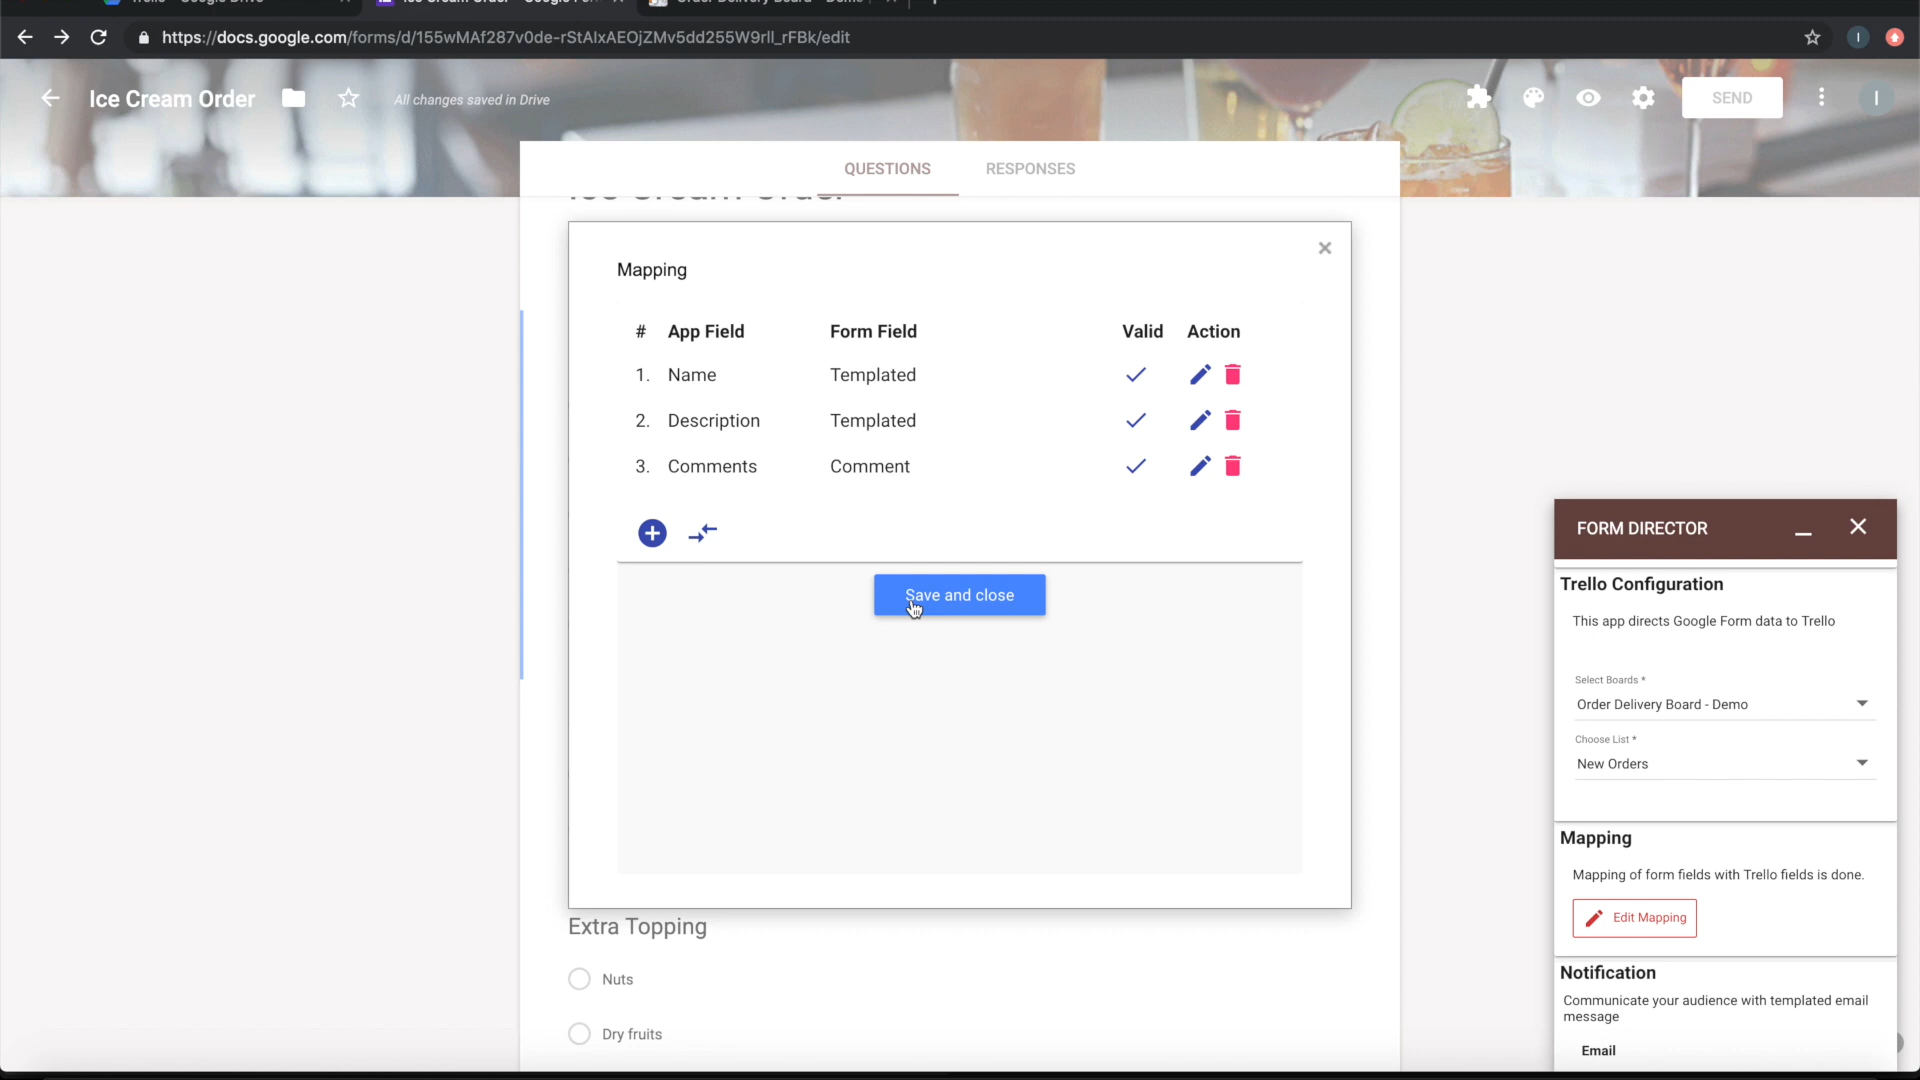 https://docs.google.com/forms/d/155wMAf287v0de-rStAlxAEOjZMv5dd255W9rll_rFBk/edit
I
Ice Cream Order
All changes saved in Drive
SEND
I
QUESTIONS
RESPONSES
Ice Cream Order
Mapping
# App Field Form Field Valid Action
1. Name Templated
2. Description Templated
3. Comments Comment
Save and close
Extra Topping
Nuts
Dry fruits
FORM DIRECTOR
Trello Configuration
This app directs Google Form data to Trello
Select Boards *
Order Delivery Board - Demo
Choose List *
New Orders
Mapping
Mapping of form fields with Trello fields is done.
Edit Mapping
Notification
Communicate your audience with templated email
message
Email